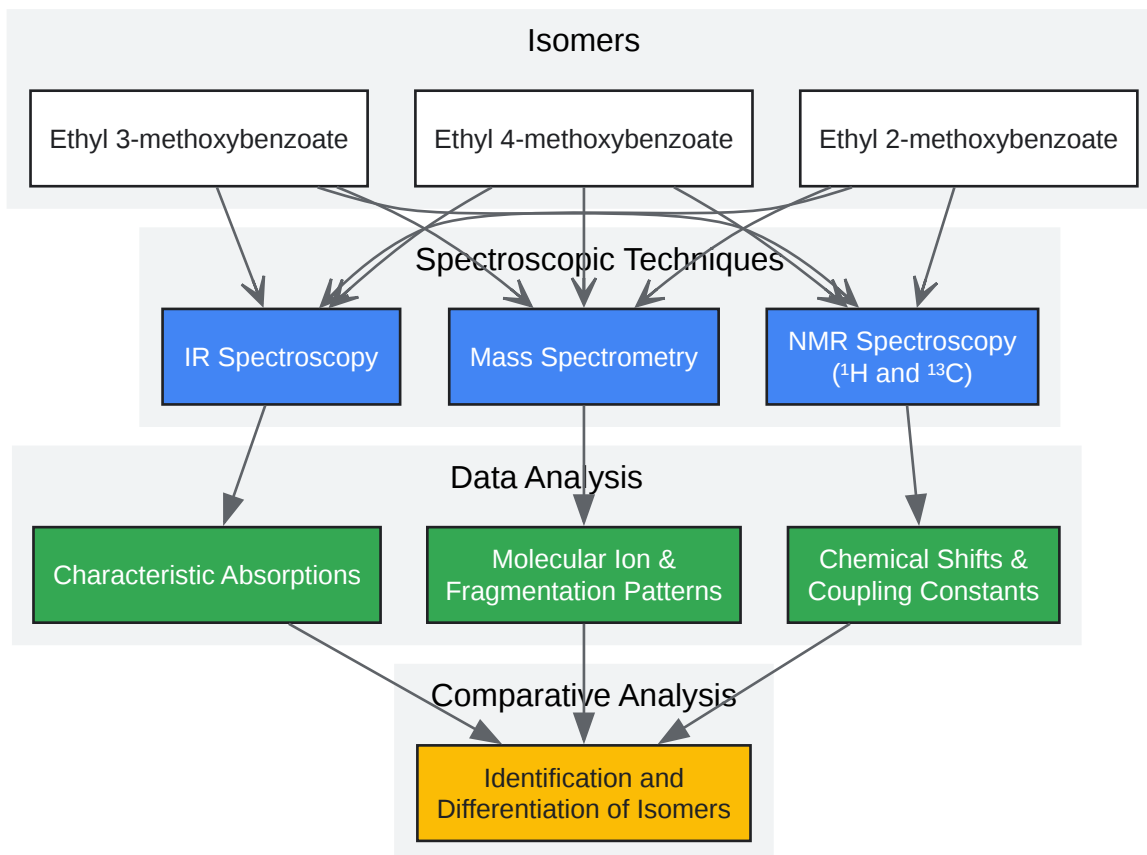 Isomers
Ethyl 3-methoxybenzoate
Ethyl 4-methoxybenzoate
Ethyl 2-methoxybenzoate
Spectroscopic Techniques
IR Spectroscopy
Mass Spectrometry
NMR Spectroscopy
(¹H and ¹³C)
Data Analysis
Characteristic Absorptions
Molecular Ion &
Fragmentation Patterns
Chemical Shifts &
Coupling Constants
Comparative Analysis
Identification and
Differentiation of Isomers